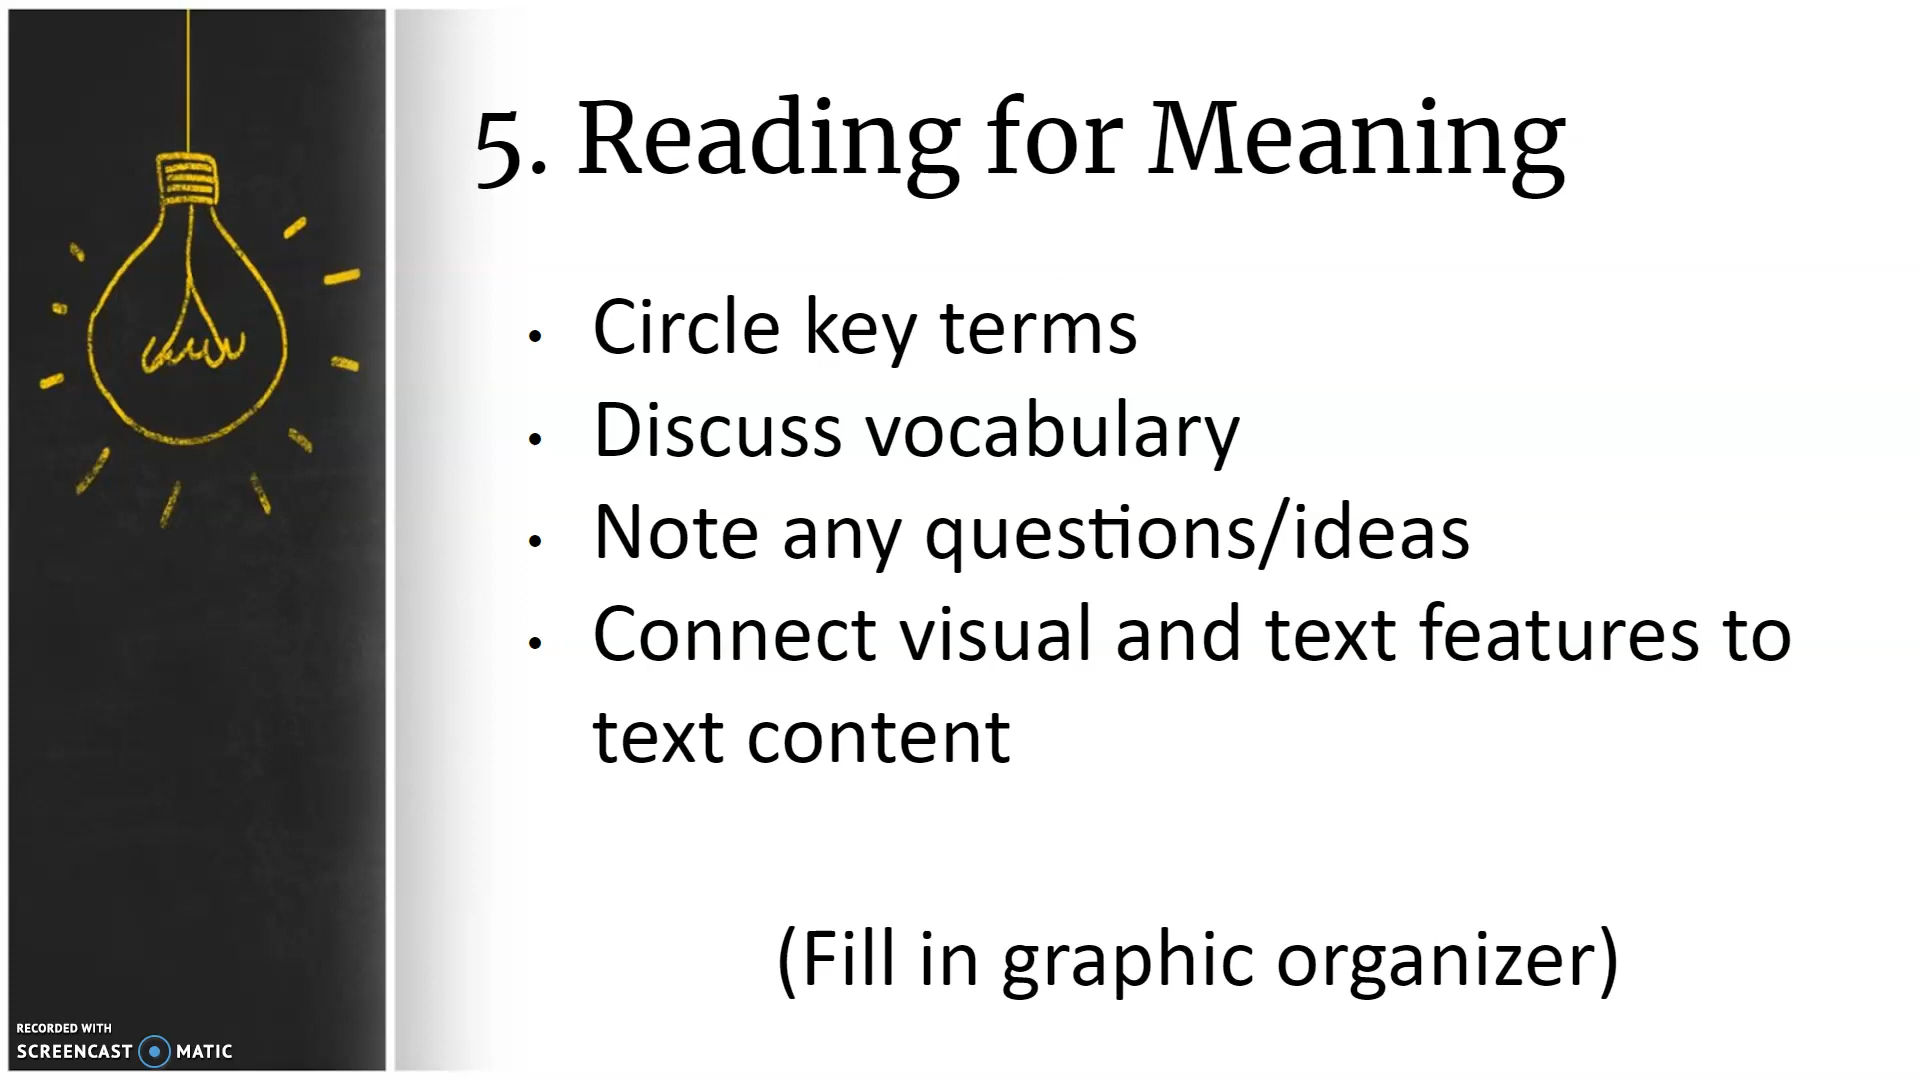 5. Reading for Meaning
• Circle key terms
• Discuss vocabulary
• Note any questions/ideas
• Connect visual and text features to
text content
(Fill in graphic organizer)
RECORDED WITH
SCREENCAST MATIC